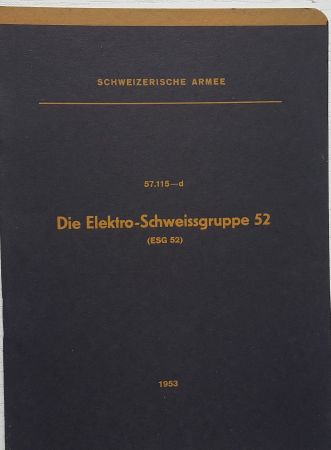 SCHWEIZERISCHE ARMEE
57.115—d
Die Elektro-Schweissgruppe 52
(ESG 52)
1953